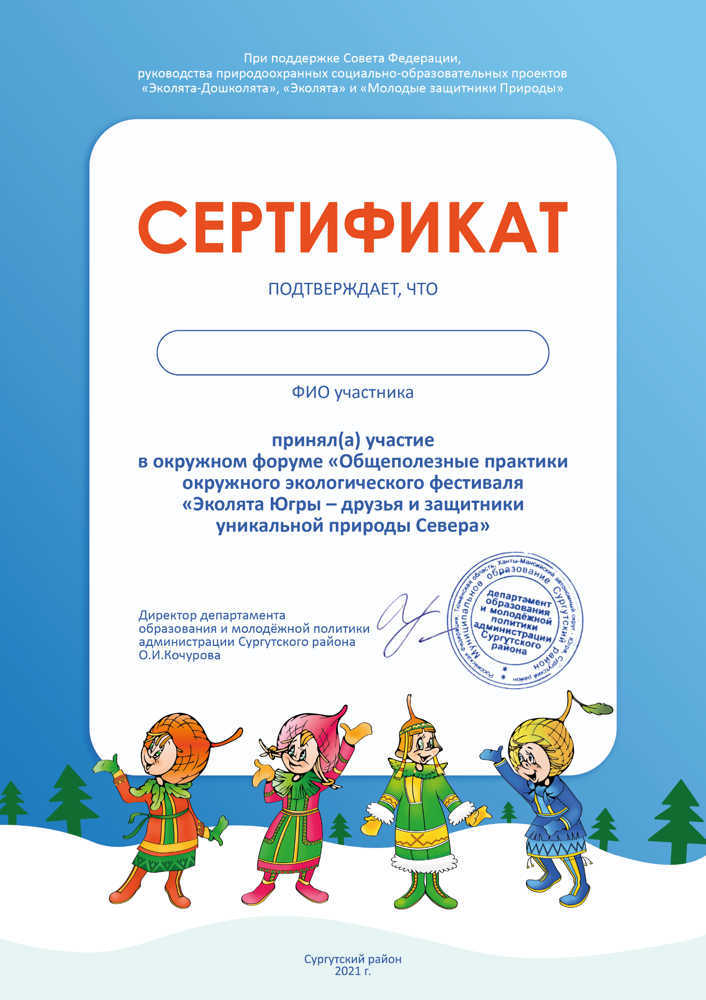 При поддержке Совета Федерации,
руководства природоохранных социально-образовательных проектов
«Эколята-Дошколята», «Эколята» и «Молодые защитники Природы»
СЕРТИФИКАТ
ПОДТВЕРЖДАЕТ, ЧТО
ФИО участника
принял(а) участие
в окружном форуме «Общеполезные практики
окружного экологического фестиваля
«Эколята Югры – друзья и защитники
уникальной природы Севера»
Директор департамента
образования и молодёжной политики
администрации Сургутского района
О.И.Кочурова
Российская Федерация, Тюменская область, Ханты-Мансийский автономный округ - Югра, Сургутский район *
Муниципальное образование Сургутский район *
департамент
образования
и молодёжной
политики
администрации
Сургутского
района
Сургутский район
2021 г.